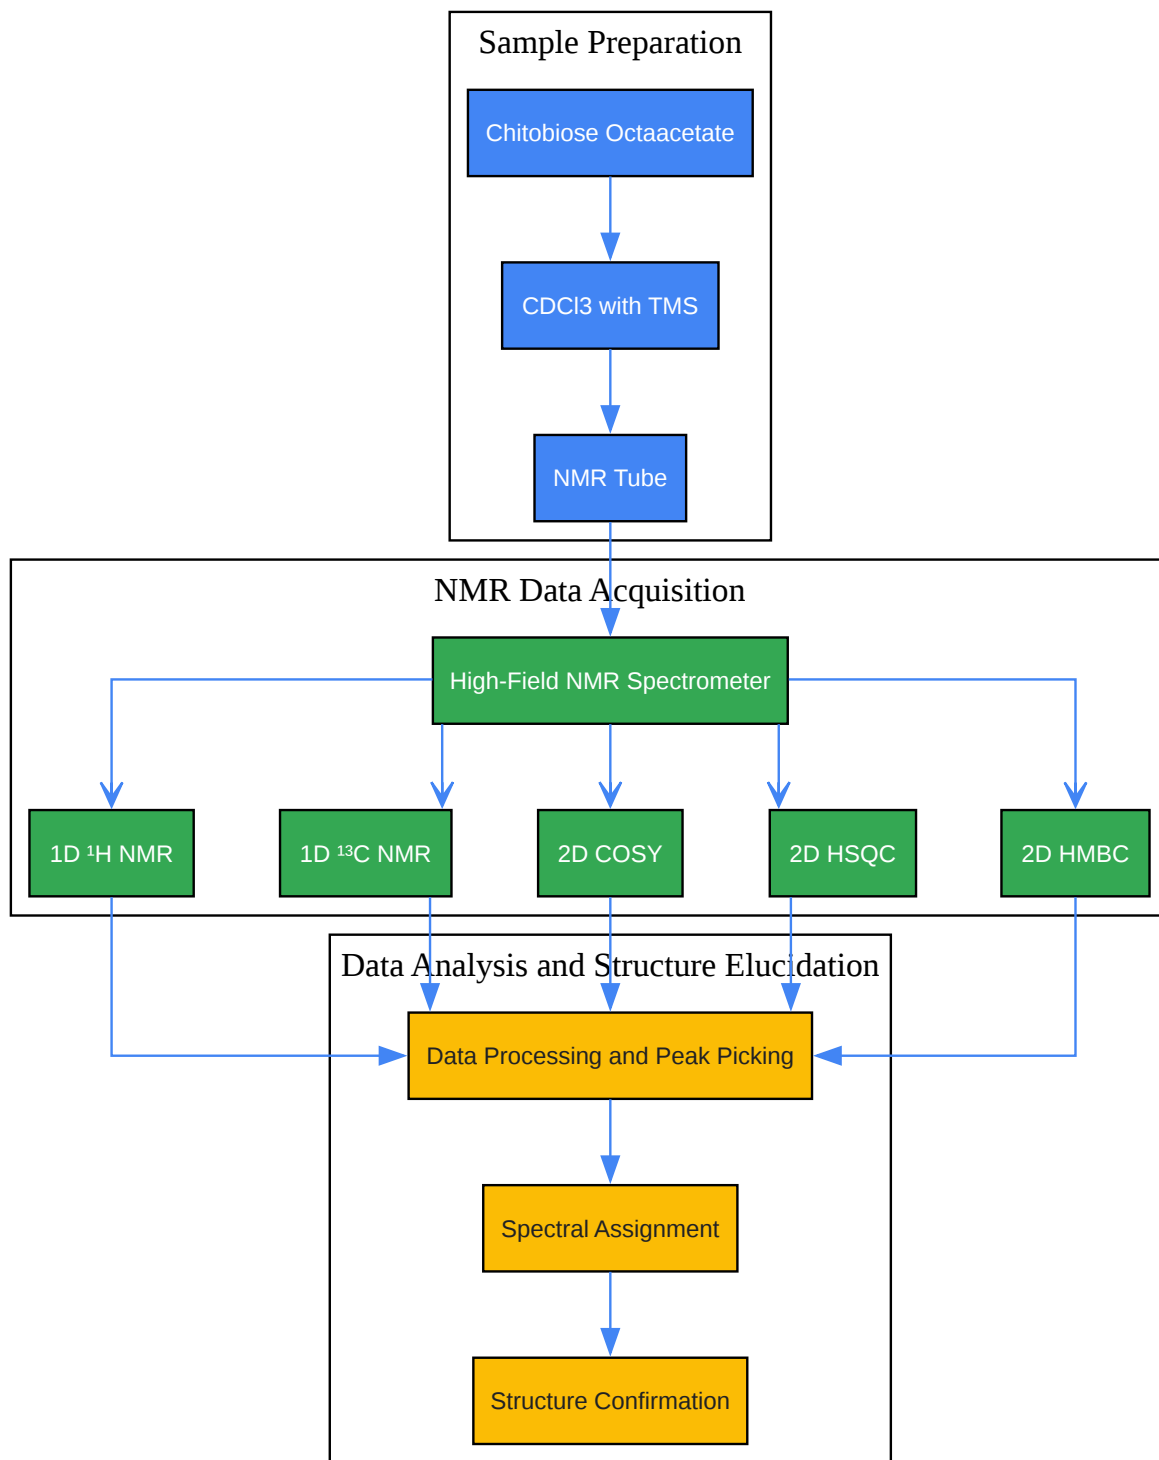 Sample Preparation
Chitobiose Octaacetate
CDCl3 with TMS
NMR Tube
NMR Data Acquisition
High-Field NMR Spectrometer
1D ¹H NMR
1D ¹³C NMR
2D COSY
2D HSQC
2D HMBC
Data Analysis and Structure Elucidation
Data Processing and Peak Picking
Spectral Assignment
Structure Confirmation